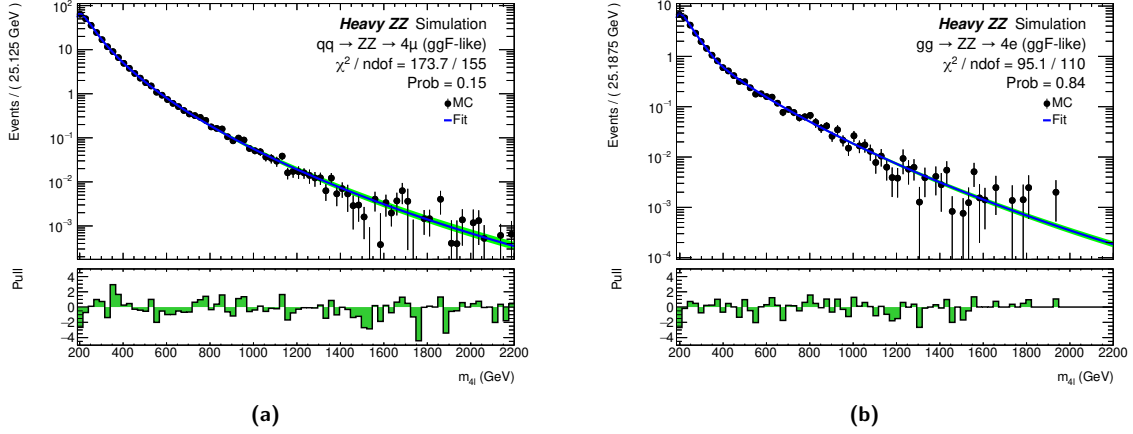 Heavy ZZ Simulation
qq → ZZ → 4μ (ggF-like)
χ² / ndof = 173.7 / 155
Prob = 0.15
MC
Fit
Events / ( 25.125 GeV )
10²
10
1
10⁻¹
10⁻²
10⁻³
Pull
4
2
0
−2
−4
200 400 600 800 1000 1200 1400 1600 1800 2000 2200
m4l (GeV)
(a)
Heavy ZZ Simulation
gg → ZZ → 4e (ggF-like)
χ² / ndof = 95.1 / 110
Prob = 0.84
MC
Fit
Events / ( 25.1875 GeV )
10
1
10⁻¹
10⁻²
10⁻³
10⁻⁴
Pull
4
2
0
−2
−4
200 400 600 800 1000 1200 1400 1600 1800 2000 2200
m4l (GeV)
(b)